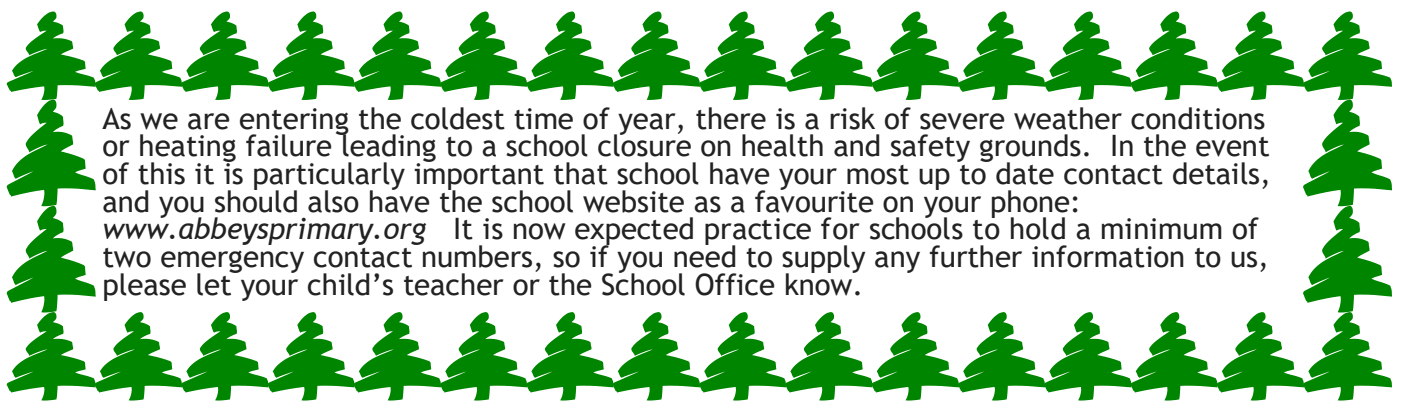 As we are entering the coldest time of year, there is a risk of severe weather conditions
or heating failure leading to a school closure on health and safety grounds.  In the event
of this it is particularly important that school have your most up to date contact details,
and you should also have the school website as a favourite on your phone:
www.abbeysprimary.org   It is now expected practice for schools to hold a minimum of
two emergency contact numbers, so if you need to supply any further information to us,
please let your child’s teacher or the School Office know.